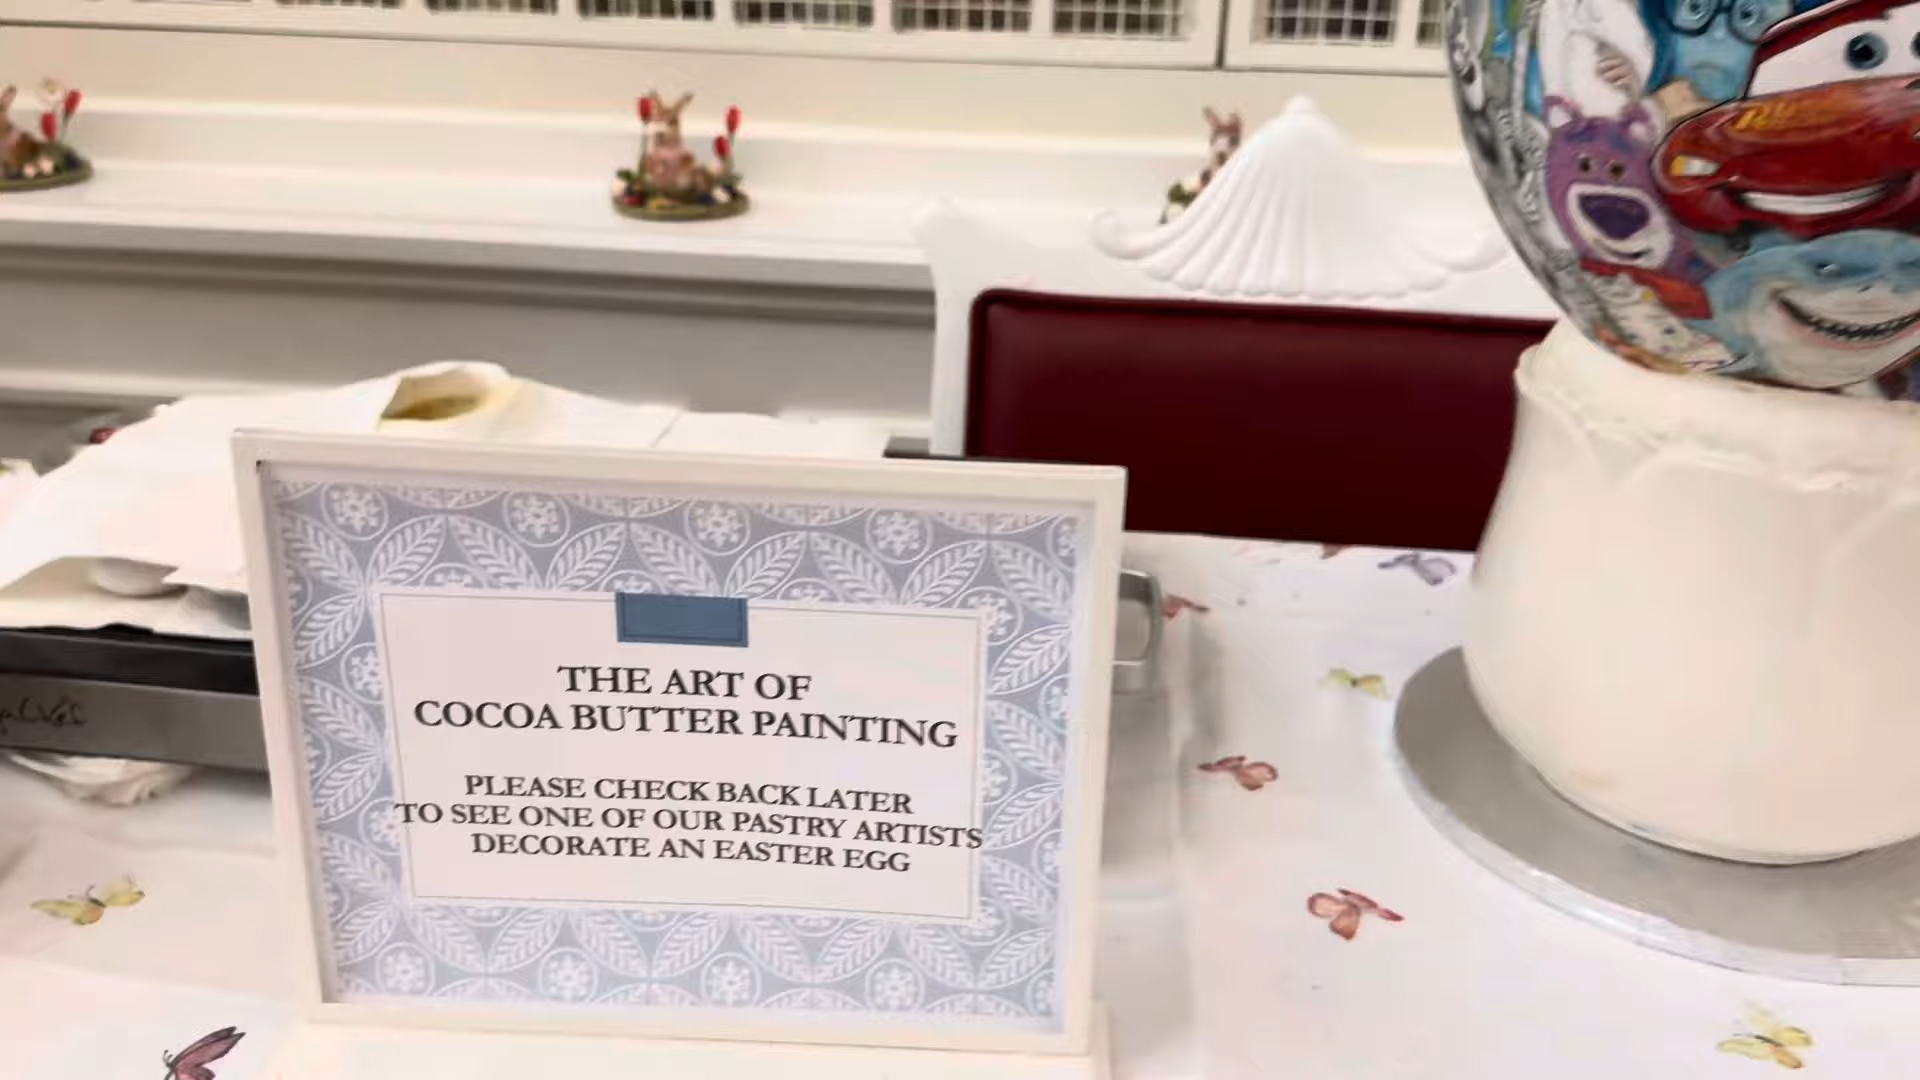 THE ART OF
COCOA BUTTER PAINTING
PLEASE CHECK BACK LATER
TO SEE ONE OF OUR PASTRY ARTISTS
DECORATE AN EASTER EGG